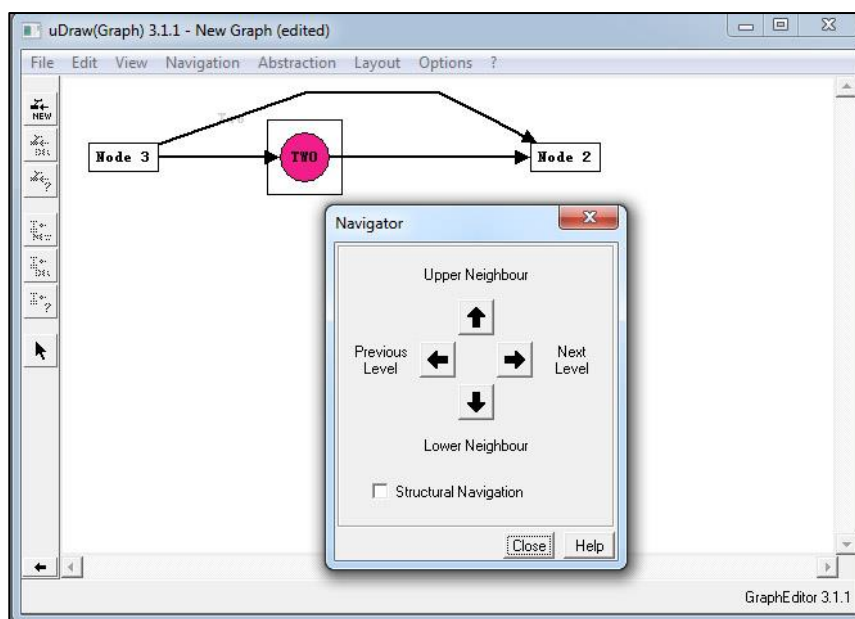 uDraw(Graph) 3.1.1 - New Graph (edited)
File Edit View Navigation Abstraction Layout Options ?
NEW
Node 3
TWO
Node 2
Navigator
Upper Neighbour
Previous
Level
Next
Level
Lower Neighbour
Structural Navigation
Close Help
GraphEditor 3.1.1